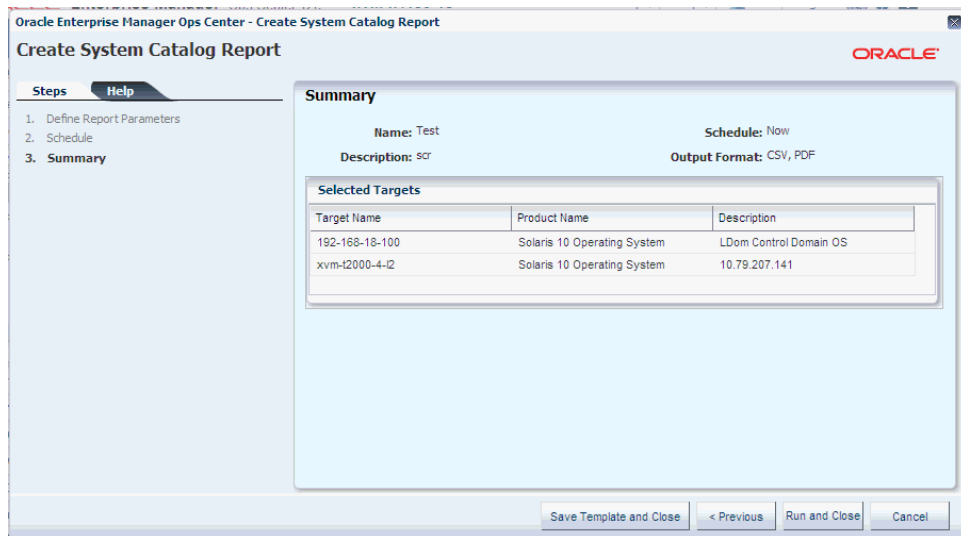 Oracle Enterprise Manager Ops Center - Create System Catalog Report
Create System Catalog Report
ORACLE
Steps Help
1. Define Report Parameters
2. Schedule
3. Summary
Summary
Name: Test Schedule: Now
Description: scr Output Format: CSV, PDF
Selected Targets
Target Name Product Name Description
192-168-18-100 Solaris 10 Operating System LDom Control Domain OS
xvm-t2000-4-l2 Solaris 10 Operating System 10.79.207.141
Save Template and Close < Previous Run and Close Cancel